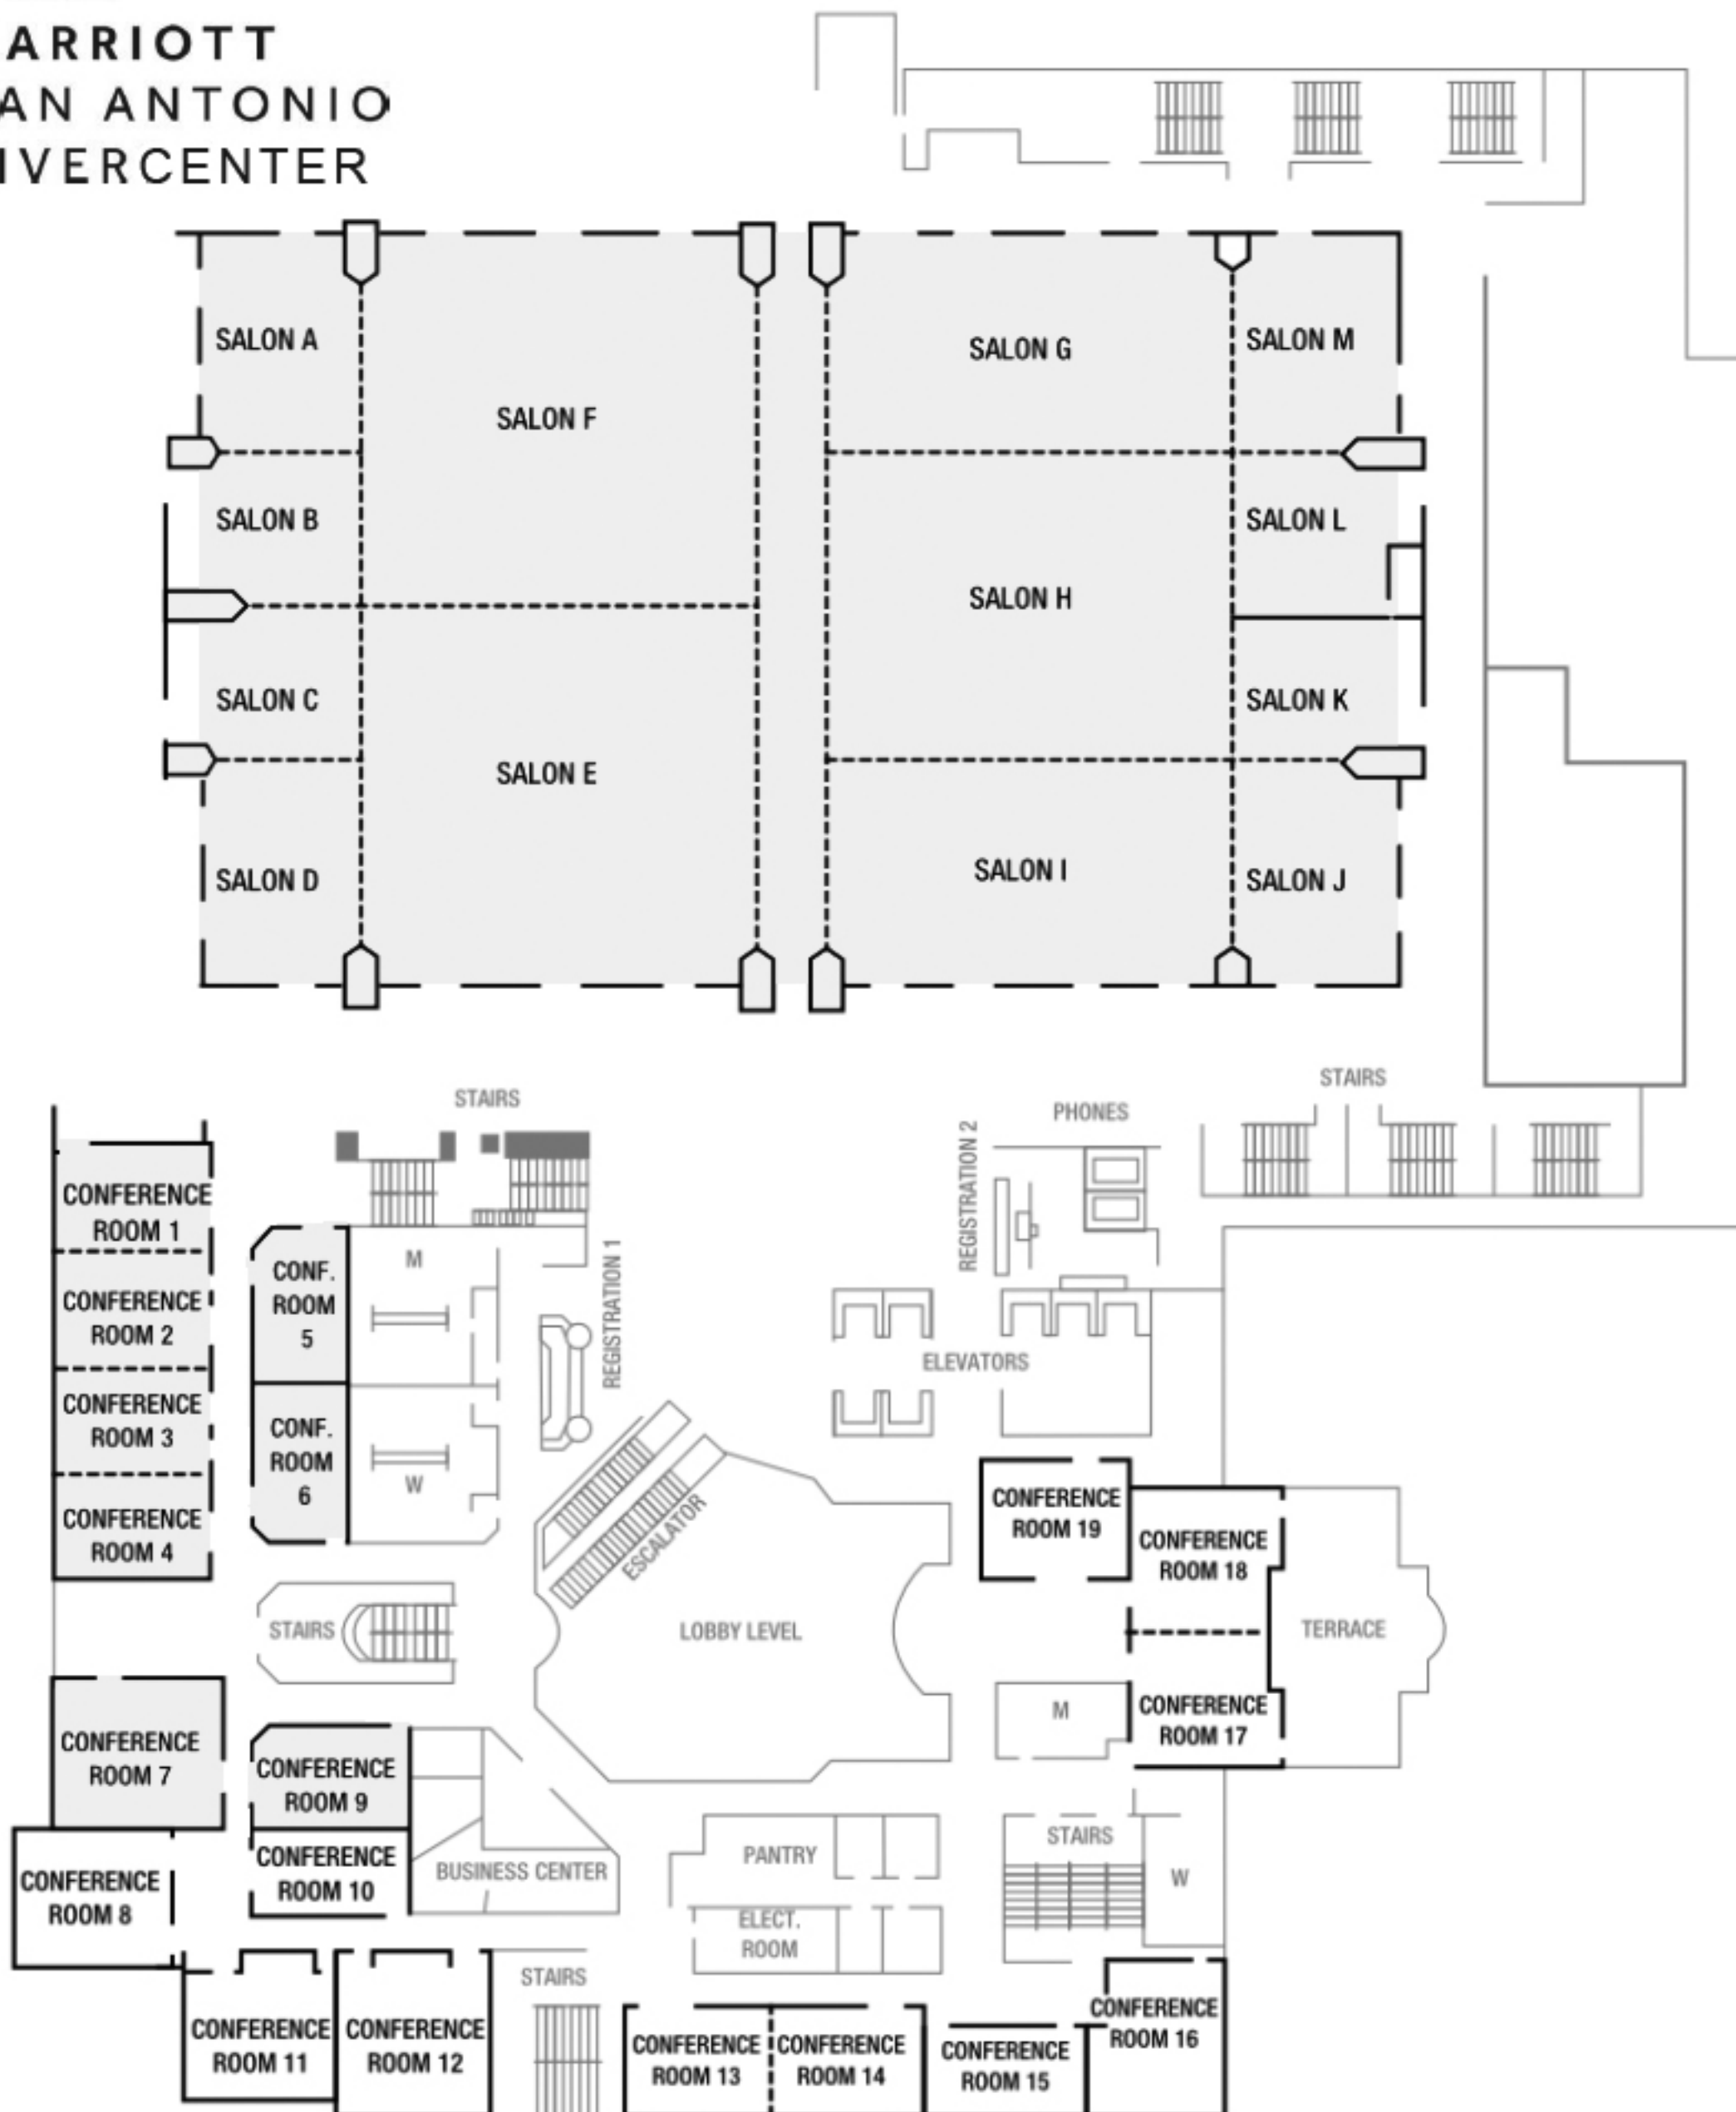 ARRIOTT
AN ANTONIO
IVERCENTER
SALON A
SALON F
SALON G
SALON M
SALON B
SALON L
SALON H
SALON C
SALON K
SALON E
SALON D
SALON I
SALON J
STAIRS
STAIRS
PHONES
REGISTRATION 2
CONFERENCE
ROOM 1
CONF.
ROOM
5
M
REGISTRATION 1
CONFERENCE
ROOM 2
ELEVATORS
CONFERENCE
ROOM 3
CONF.
ROOM
6
W
CONFERENCE
ROOM 4
ESCALATOR
CONFERENCE
ROOM 19
CONFERENCE
ROOM 18
STAIRS
LOBBY LEVEL
TERRACE
M
CONFERENCE
ROOM 17
CONFERENCE
ROOM 7
CONFERENCE
ROOM 9
CONFERENCE
ROOM 10
BUSINESS CENTER
PANTRY
STAIRS
W
CONFERENCE
ROOM 8
ELECT.
ROOM
STAIRS
CONFERENCE
ROOM 11
CONFERENCE
ROOM 12
CONFERENCE
ROOM 13
CONFERENCE
ROOM 14
CONFERENCE
ROOM 15
CONFERENCE
ROOM 16